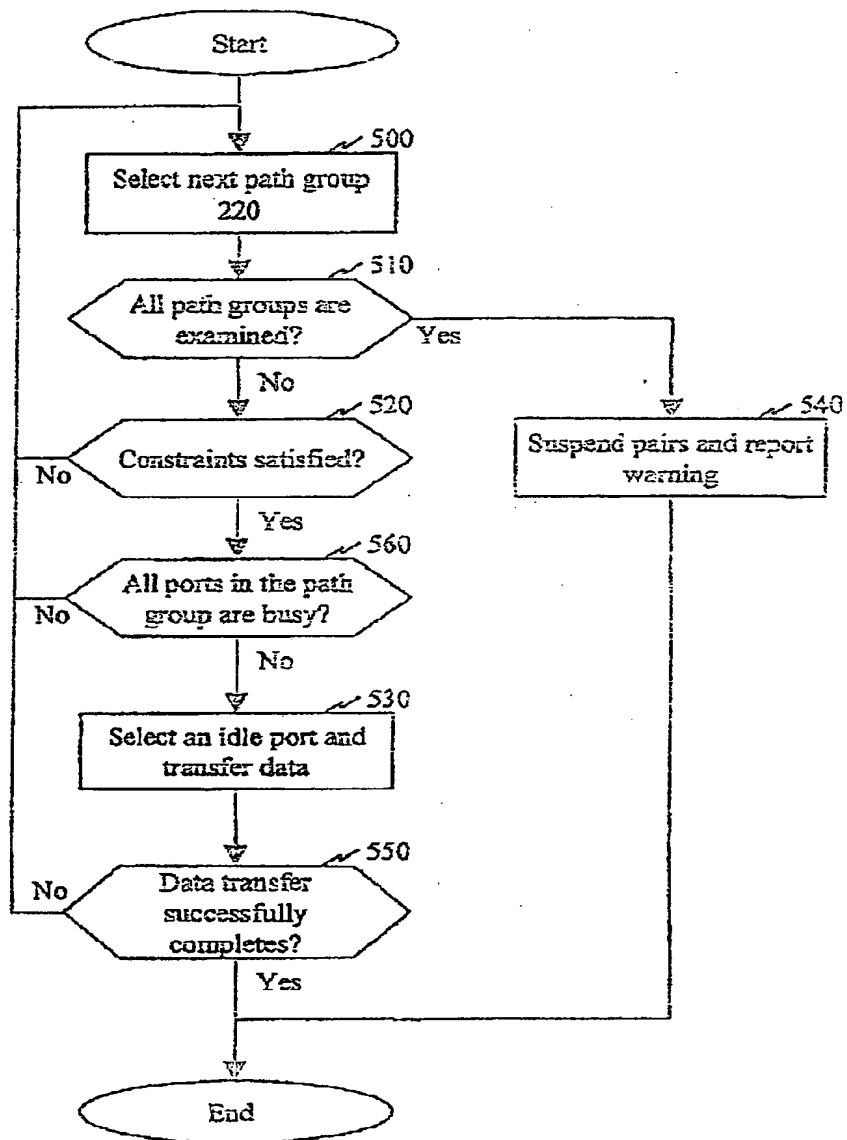 Start
500
Select next path group
220
510
All path groups are
examined?
Yes
No
520
Constraints satisfied?
No
Yes
540
Suspend pairs and report
warning
560
All ports in the path
group are busy?
No
No
530
Select an idle port and
transfer data
550
Data transfer
successfully
completes?
No
Yes
End